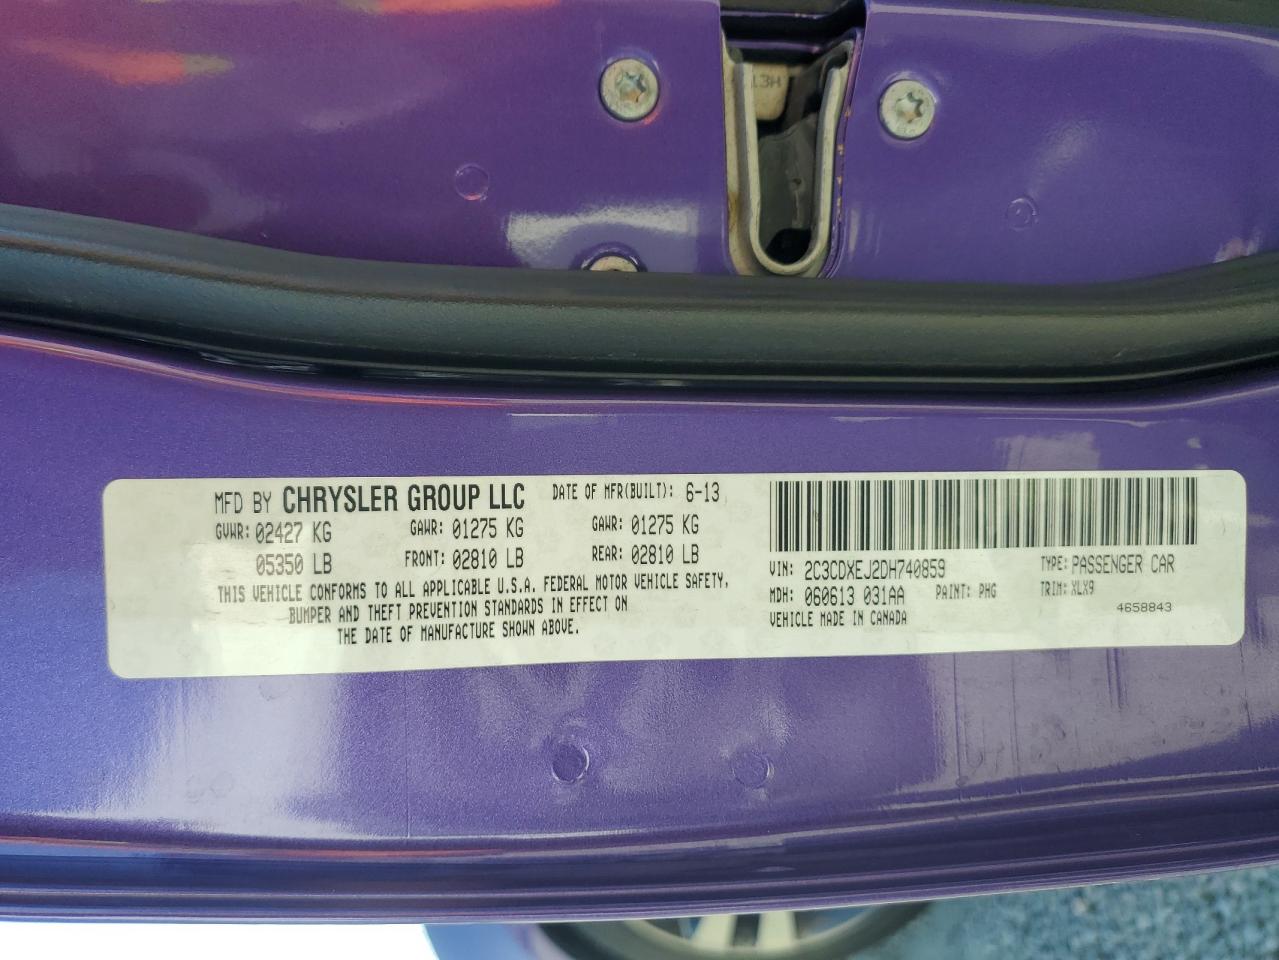 13H
MFD BY CHRYSLER GROUP LLC DATE OF MFR(BUILT): 6-13
GVWR: 02427 KG GAWR: 01275 KG GAWR: 01275 KG
05350 LB FRONT: 02810 LB REAR: 02810 LB
THIS VEHICLE CONFORMS TO ALL APPLICABLE U.S.A. FEDERAL MOTOR VEHICLE SAFETY,
BUMPER AND THEFT PREVENTION STANDARDS IN EFFECT ON
THE DATE OF MANUFACTURE SHOWN ABOVE.
VIN: 2C3CDXEJ2DH740859 TYPE: PASSENGER CAR
MDH: 060613 031AA PAINT: PHG TRIM: XLX9
VEHICLE MADE IN CANADA 4658843